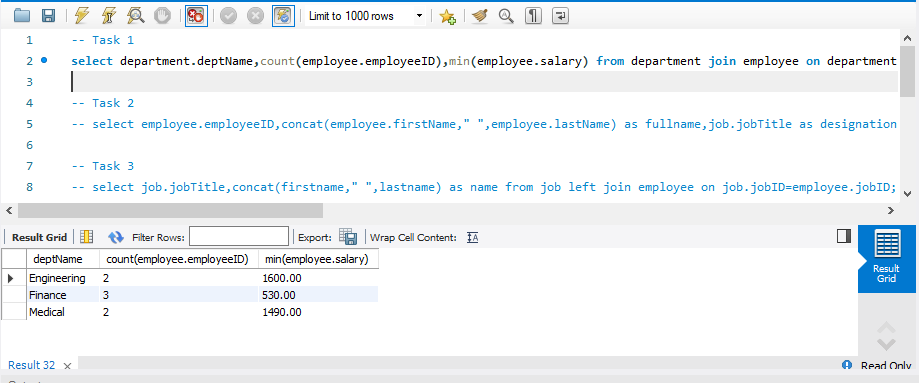 Limit to 1000 rows
1 -- Task 1
2 select department.deptName,count(employee.employeeID),min(employee.salary) from department join employee on department
3
4 -- Task 2
5 -- select employee.employeeID,concat(employee.firstName," ",employee.lastName) as fullname,job.jobTitle as designation
6
7 -- Task 3
8 -- select job.jobTitle,concat(firstname," ",lastname) as name from job left join employee on job.jobID=employee.jobID;
Result Grid Filter Rows: Export: Wrap Cell Content: IA
deptName count(employee.employeeID) min(employee.salary)
Engineering 2 1600.00
Finance 3 530.00
Medical 2 1490.00
Result
Grid
Result 32 Read Only